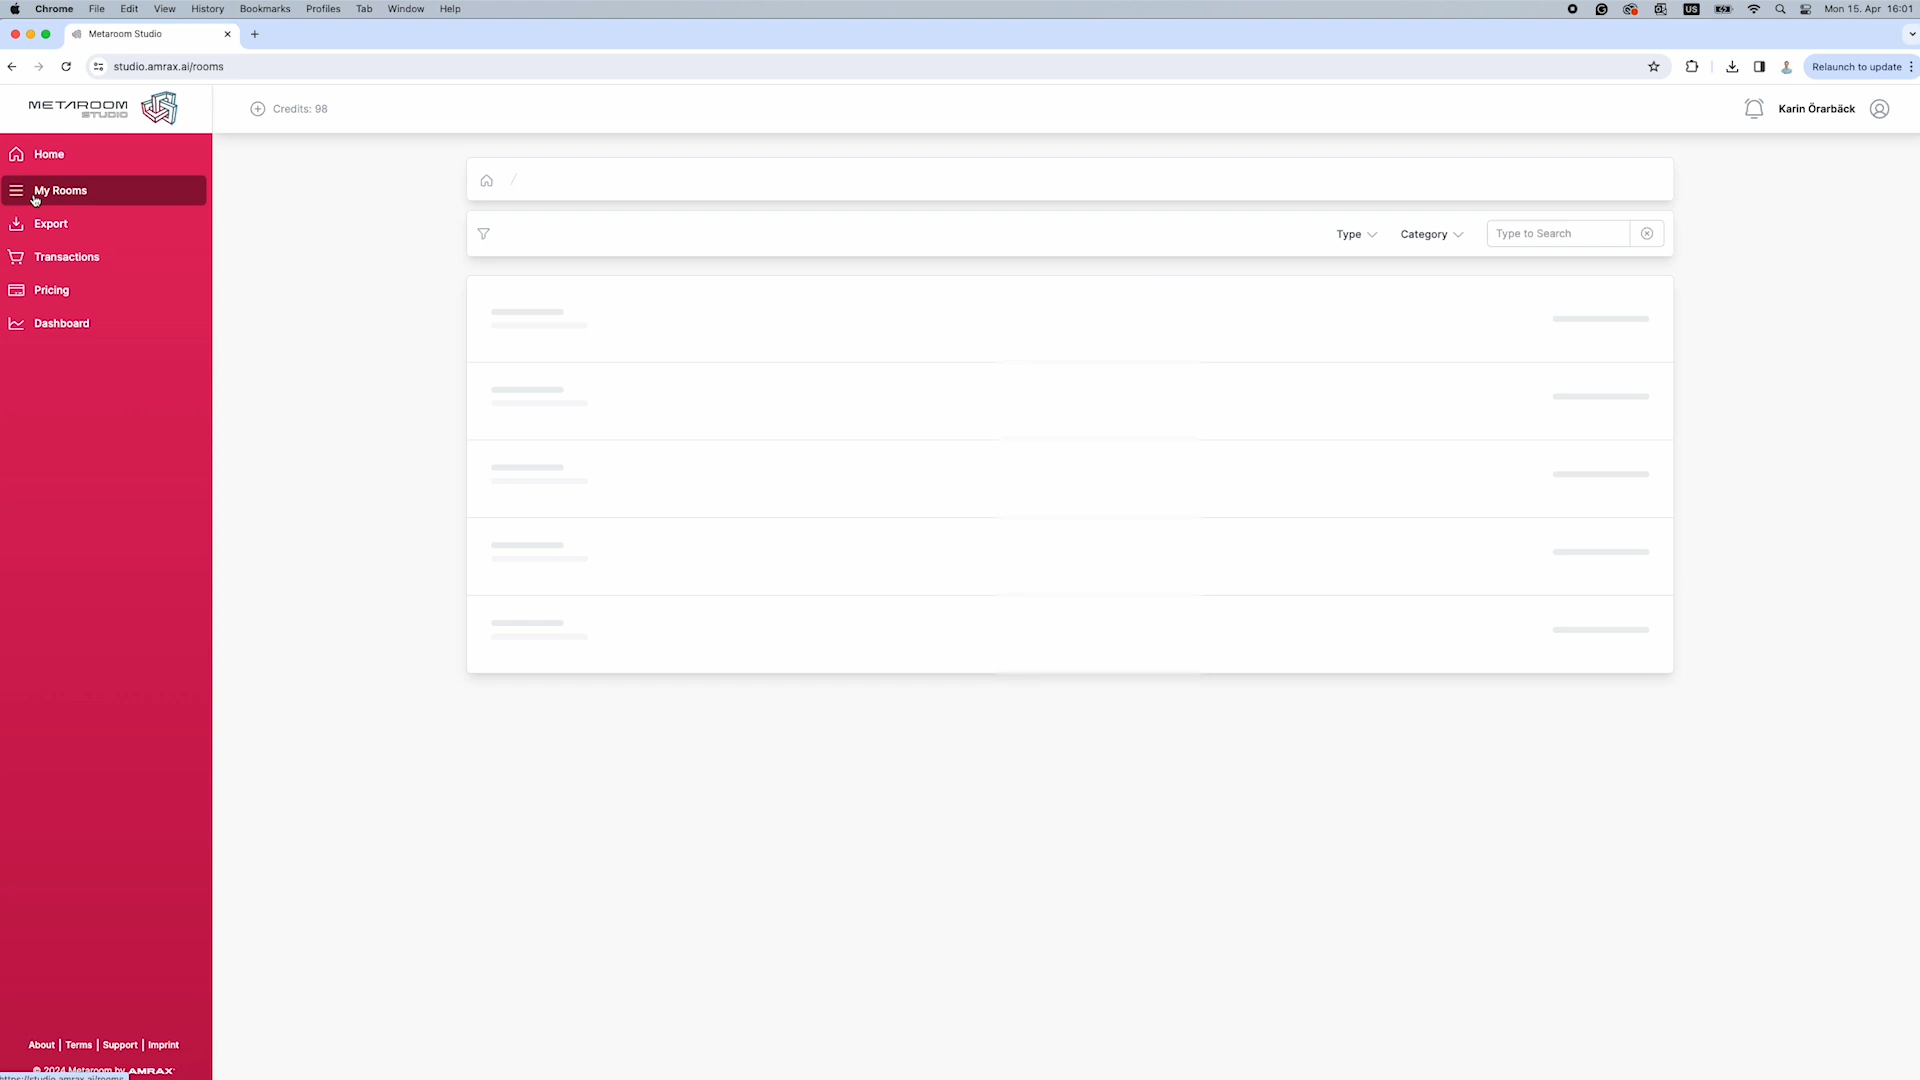 Chrome File Edit View History Bookmarks Profiles Tab Window Help US Mon 15. Apr 16:01
Metaroom Studio
studio.amrax.ai/rooms Relaunch to update
METAROOM
STUDIO
Credits: 98 Karin Örarbäck
Home
My Rooms
/
Export
Type Category Type to Search
Transactions
Pricing
Dashboard
About | Terms | Support | Imprint
© 2024 Metaroom by AMRAX
https://studio.amrax.ai/rooms